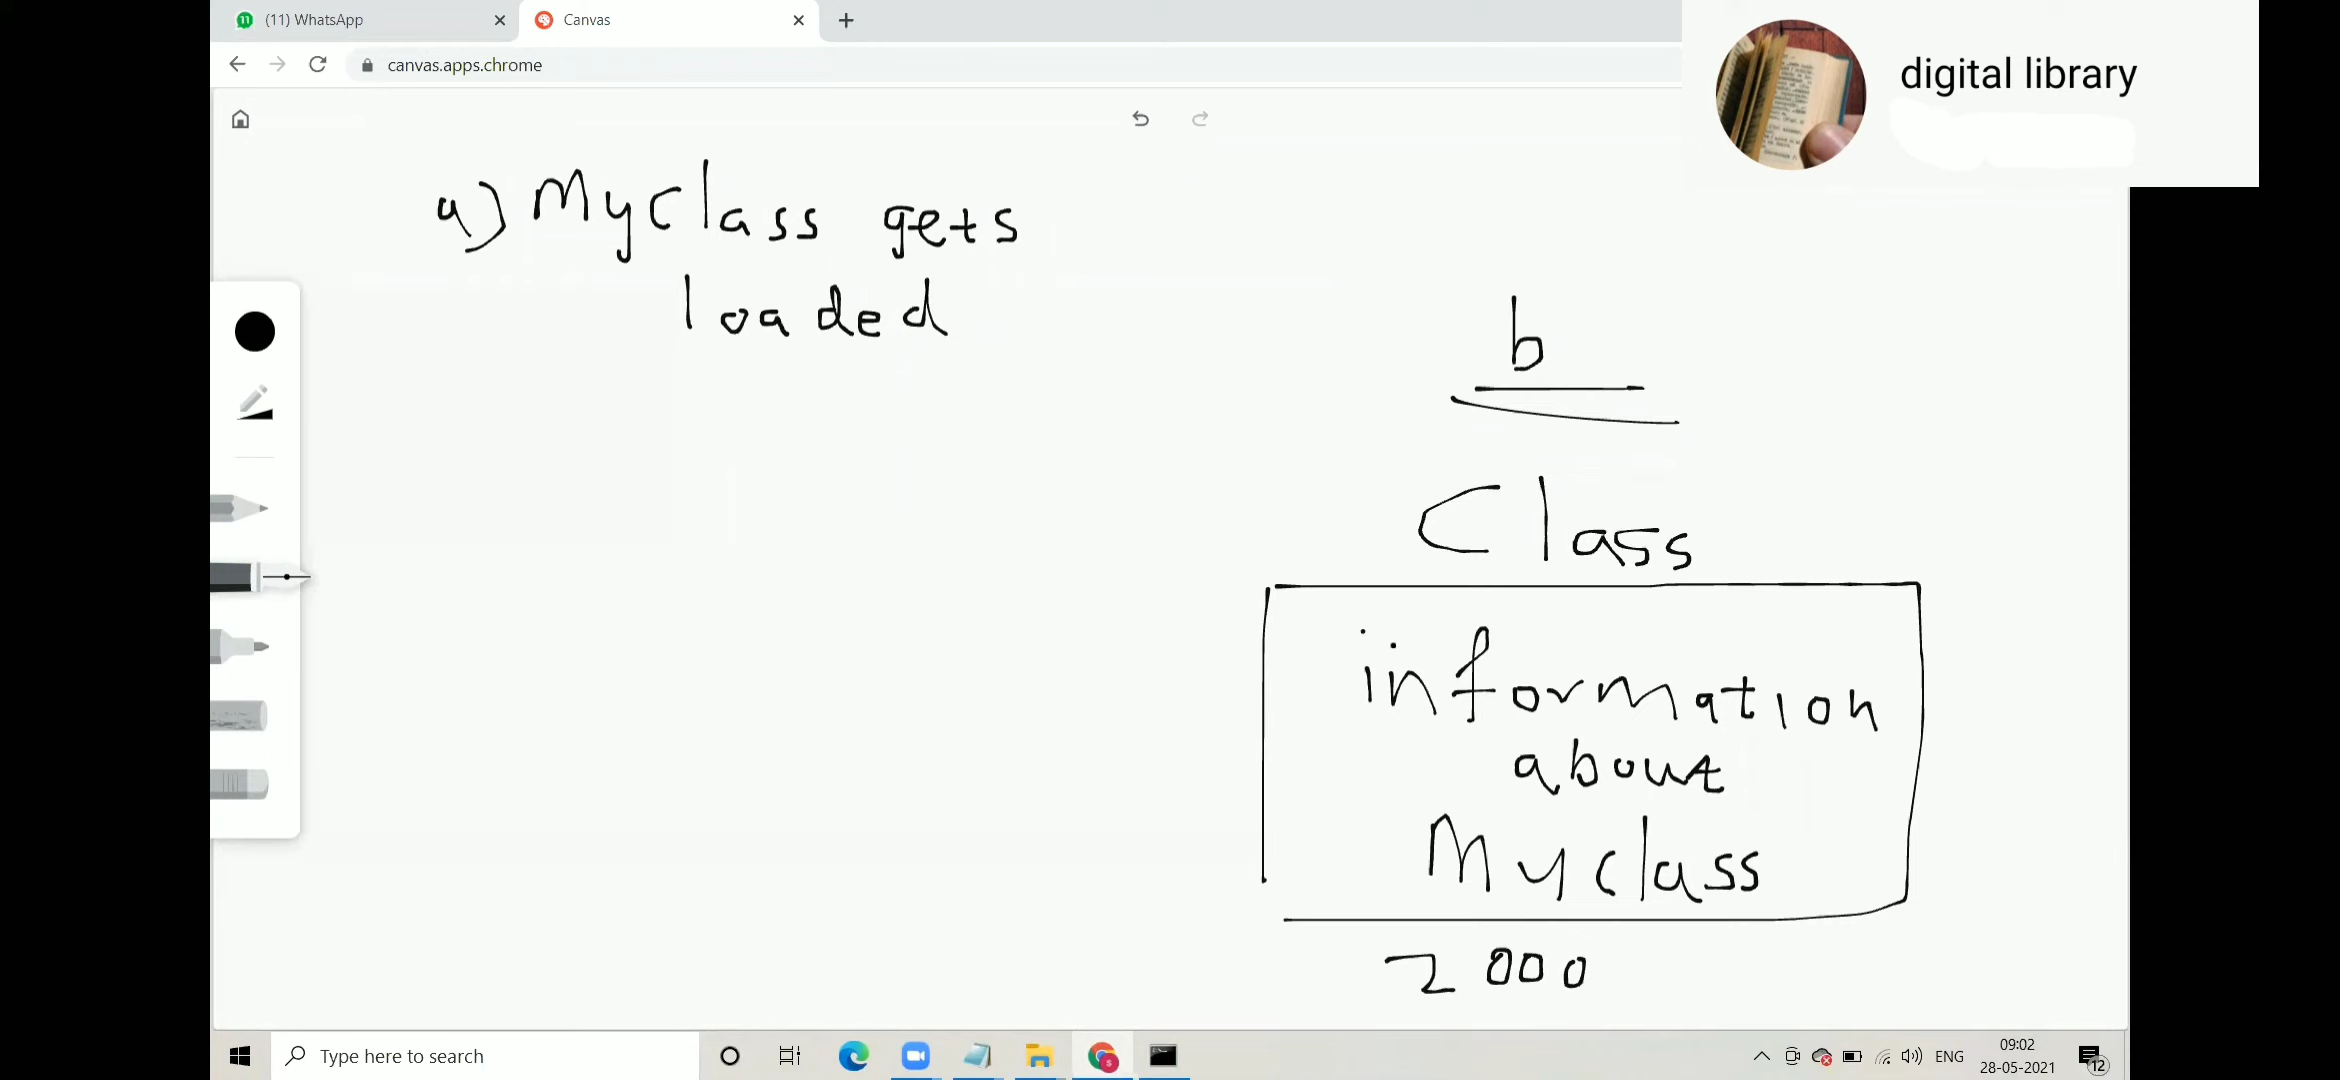 (11) WhatsApp
Canvas
canvas.apps.chrome
digital library
a) Myclass gets
loaded
b
Class
information
about
Myclass
2000
Type here to search
ENG
09:02
28-05-2021
12